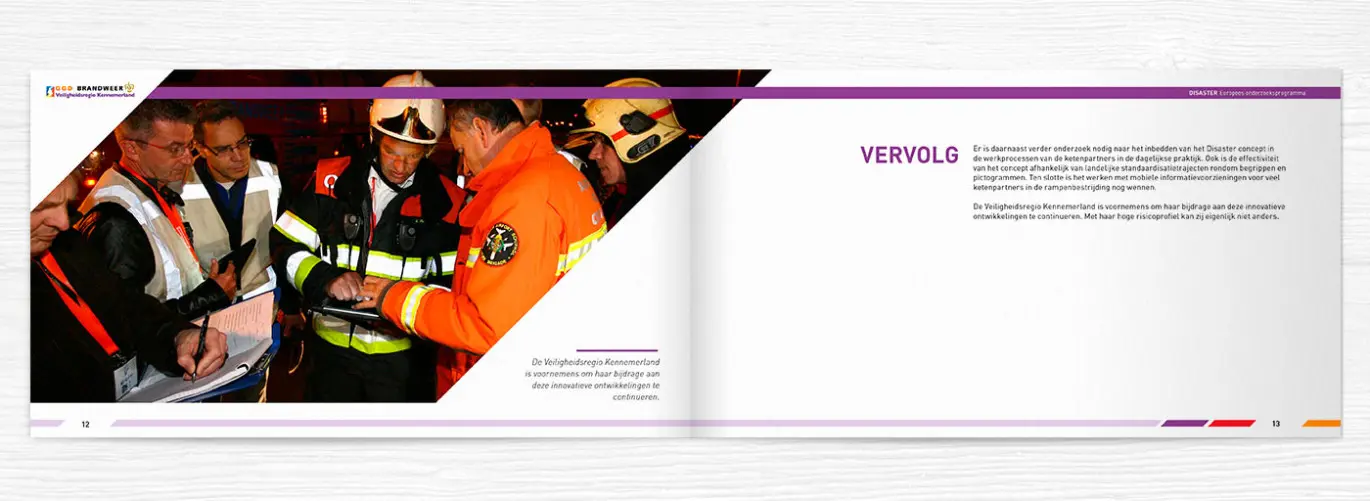 GGD BRANDWEER
Veiligheidsregio Kennemerland
De Veiligheidsregio Kennemerland
is voornemens om haar bijdrage aan
deze innovatieve ontwikkelingen te
continueren.
12
DISASTER Europees onderzoeksprogramma
VERVOLG
Er is daarnaast verder onderzoek nodig naar het inbedden van het Disaster concept in
de werkprocessen van de ketenpartners in de dagelijkse praktijk. Ook is de effectiviteit
van het concept afhankelijk van landelijke standaardisatietrajecten rondom begrippen en
pictogrammen. Ten slotte is het werken met mobiele informatievoorzieningen voor veel
ketenpartners in de rampenbestrijding nog wennen.
De Veiligheidsregio Kennemerland is voornemens om haar bijdrage aan deze innovatieve
ontwikkelingen te continueren. Met haar hoge risicoprofiel kan zij eigenlijk niet anders.
13